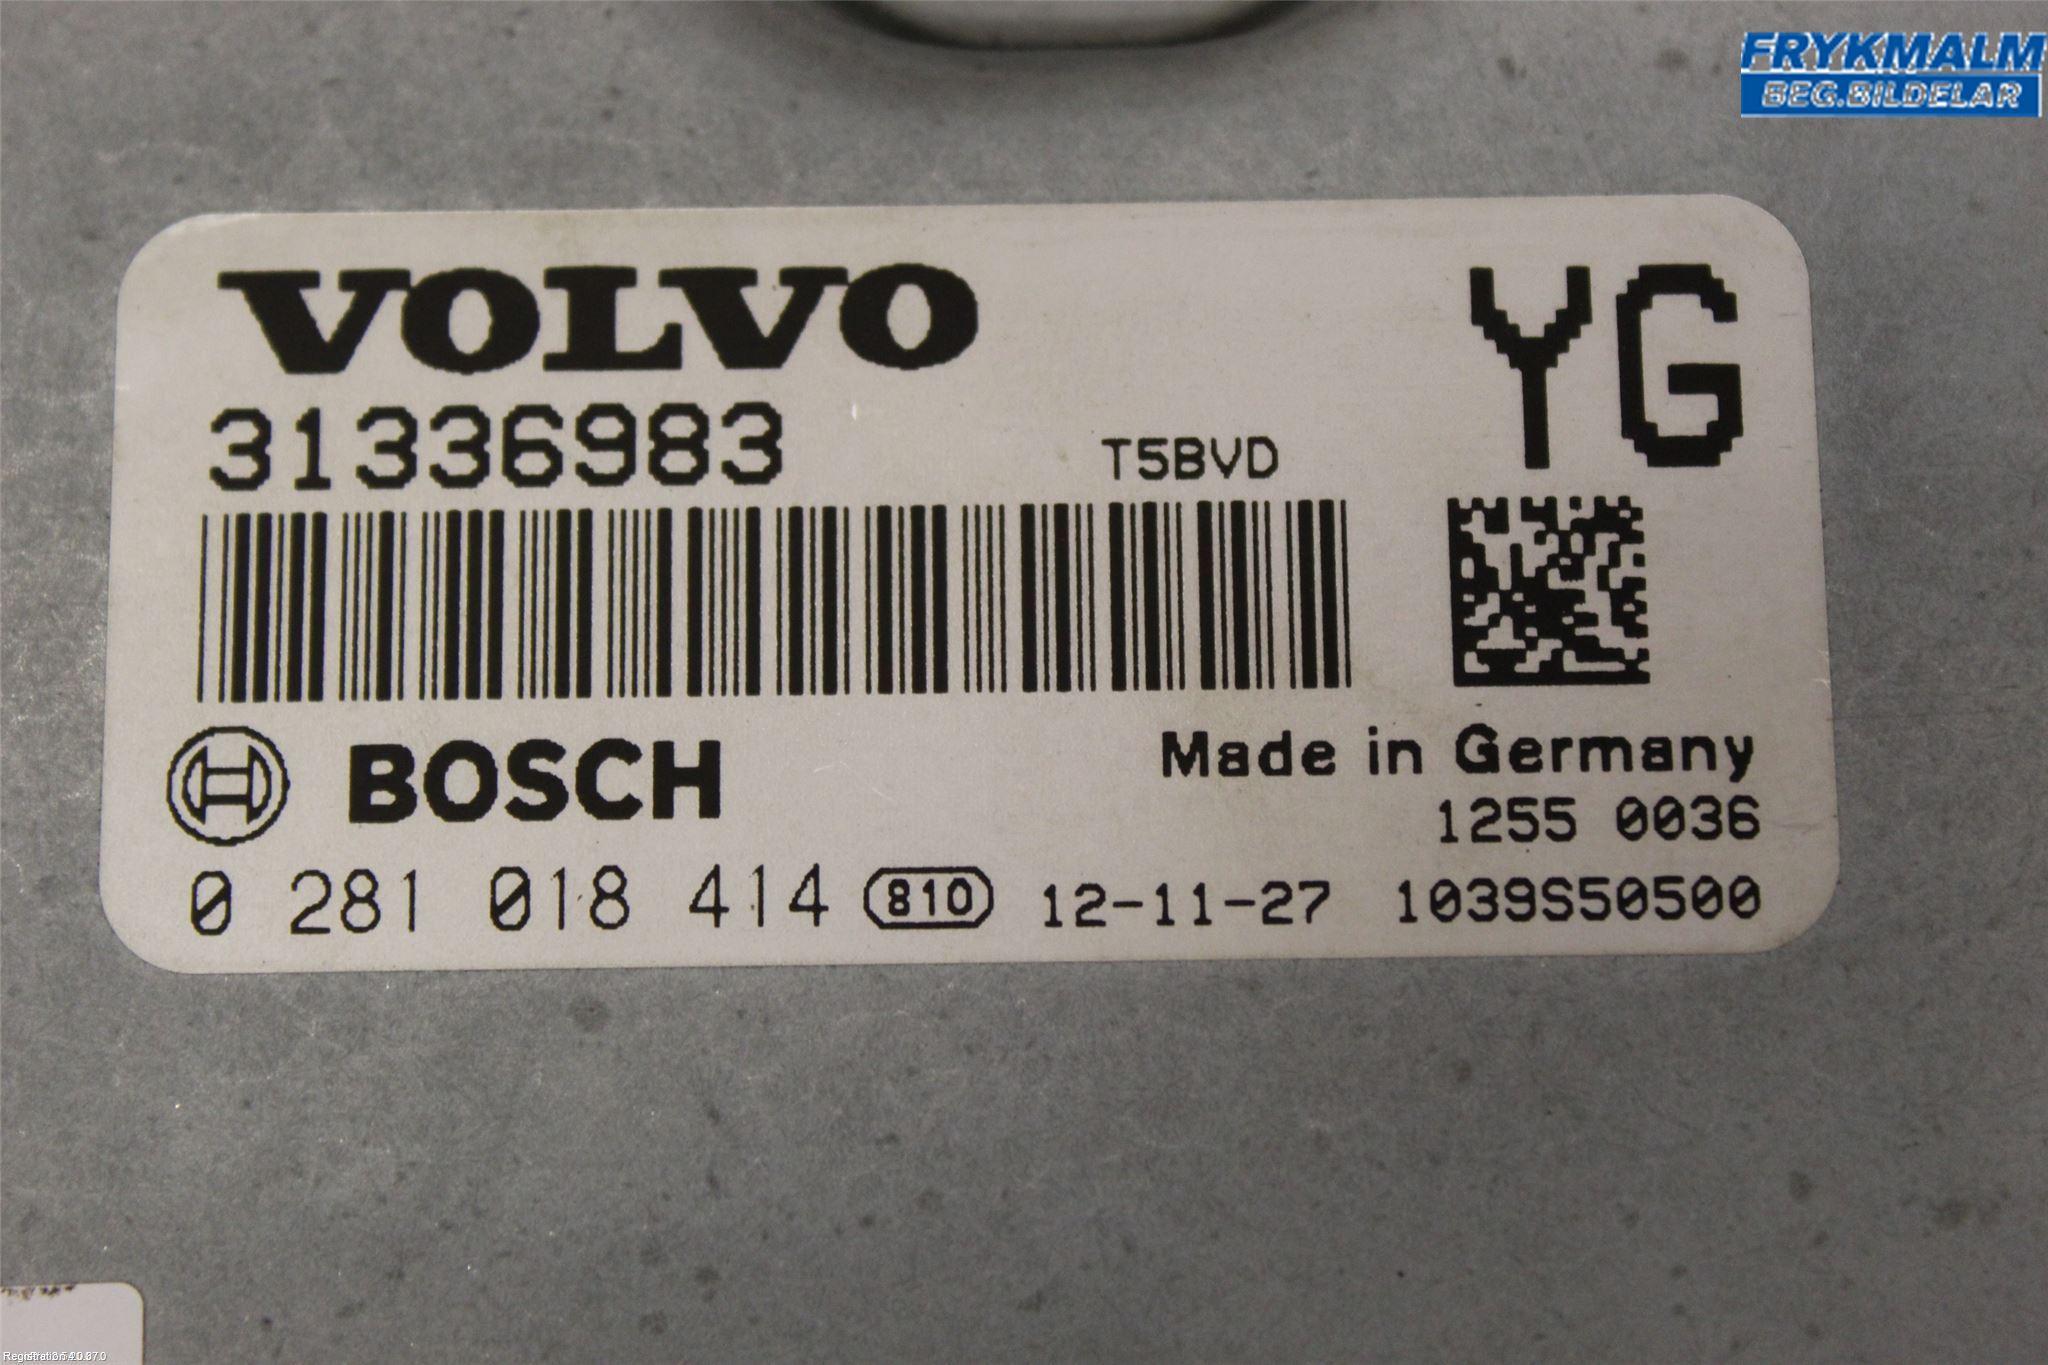 FRYKMALM
BEG.BILDELAR
VOLVO
YG
31336983
T5BVD
BOSCH
Made in Germany
1255 0036
0 281 018 414 810 12-11-27 1039S50500